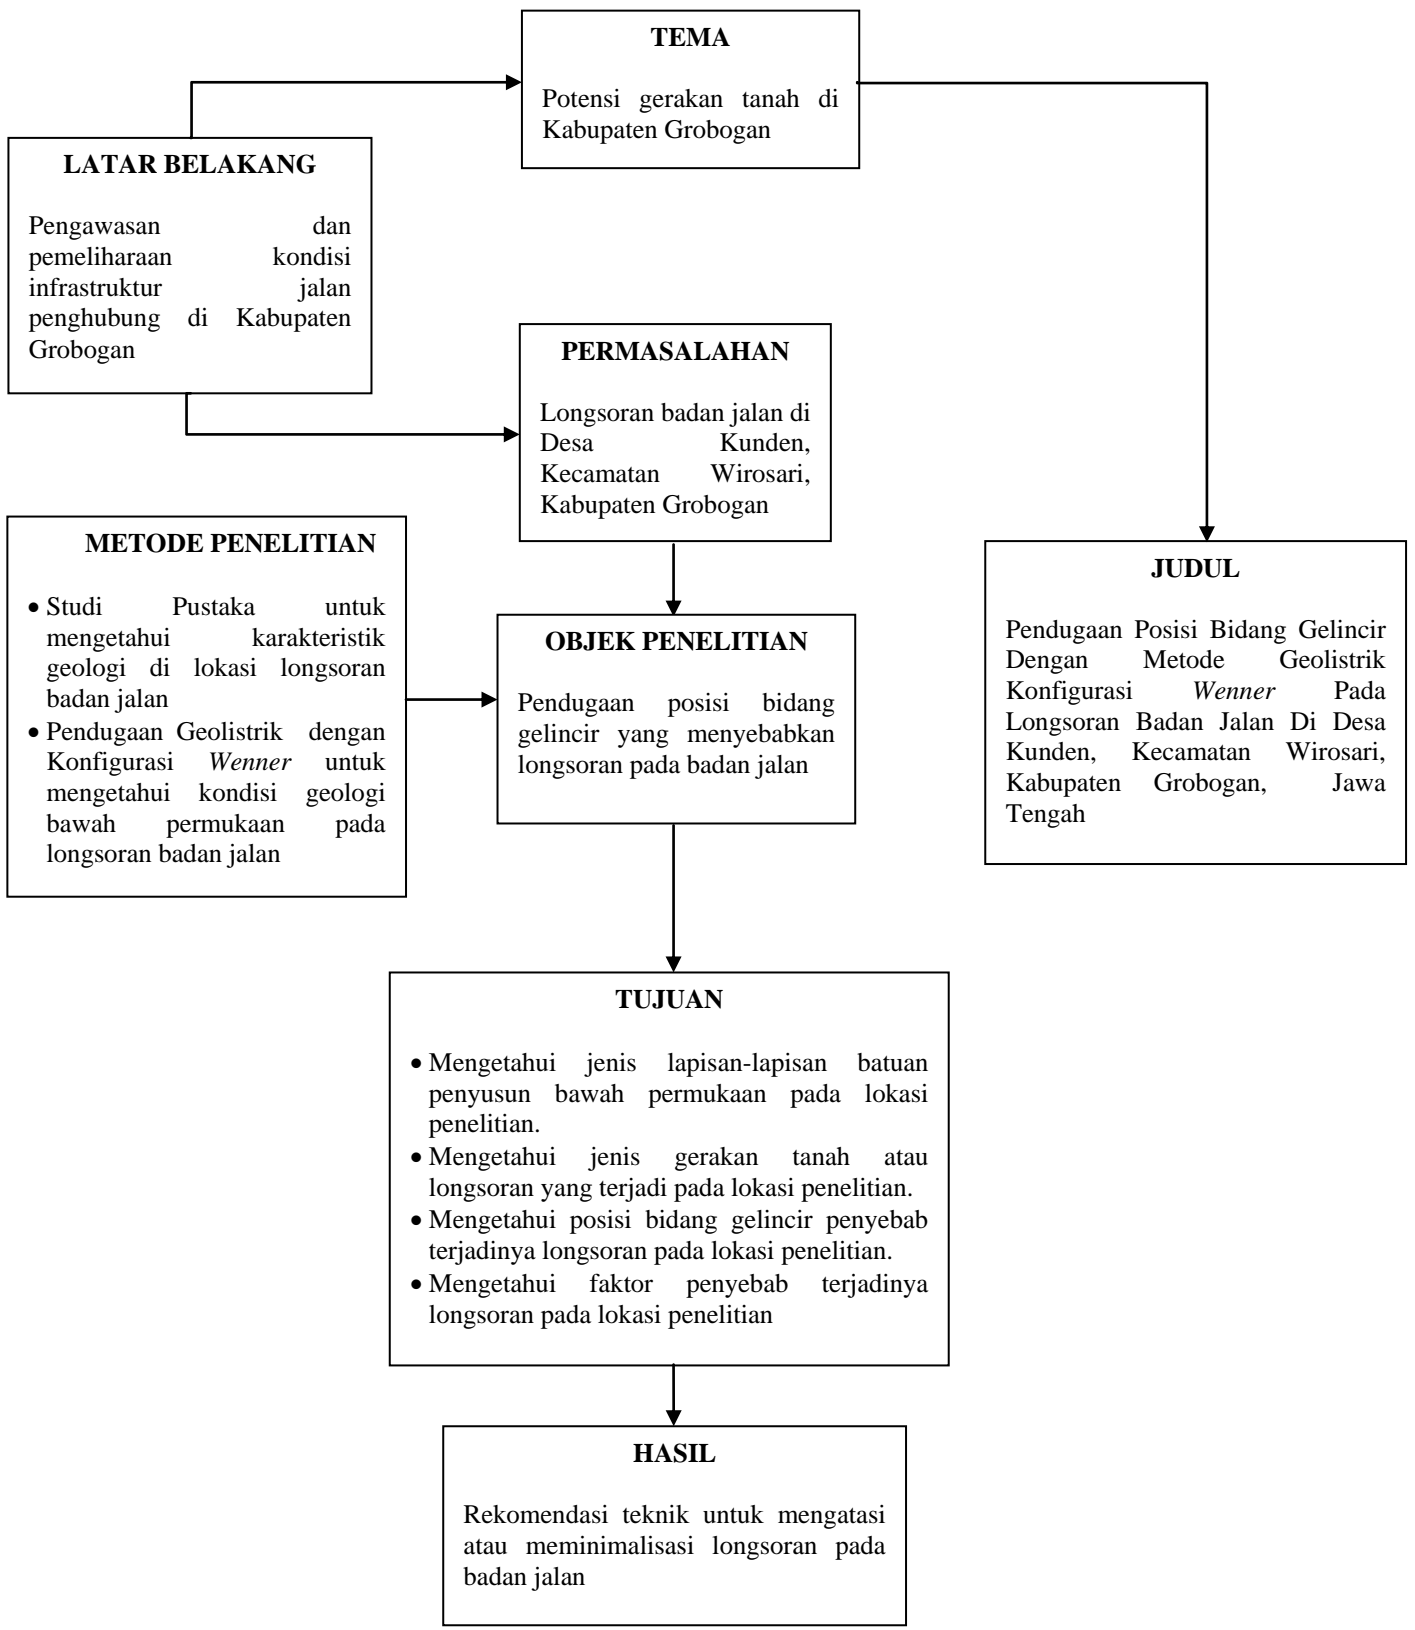 TEMA
Potensi gerakan tanah di
Kabupaten Grobogan
LATAR BELAKANG
Pengawasan dan
pemeliharaan kondisi
infrastruktur jalan
penghubung di Kabupaten
Grobogan
PERMASALAHAN
Longsoran badan jalan di
Desa Kunden,
Kecamatan Wirosari,
Kabupaten Grobogan
METODE PENELITIAN
• Studi Pustaka untuk
mengetahui karakteristik
geologi di lokasi longsoran
badan jalan
• Pendugaan Geolistrik dengan
Konfigurasi Wenner untuk
mengetahui kondisi geologi
bawah permukaan pada
longsoran badan jalan
OBJEK PENELITIAN
Pendugaan posisi bidang
gelincir yang menyebabkan
longsoran pada badan jalan
JUDUL
Pendugaan Posisi Bidang Gelincir
Dengan Metode Geolistrik
Konfigurasi Wenner Pada
Longsoran Badan Jalan Di Desa
Kunden, Kecamatan Wirosari,
Kabupaten Grobogan, Jawa
Tengah
TUJUAN
• Mengetahui jenis lapisan-lapisan batuan
penyusun bawah permukaan pada lokasi
penelitian.
• Mengetahui jenis gerakan tanah atau
longsoran yang terjadi pada lokasi penelitian.
• Mengetahui posisi bidang gelincir penyebab
terjadinya longsoran pada lokasi penelitian.
• Mengetahui faktor penyebab terjadinya
longsoran pada lokasi penelitian
HASIL
Rekomendasi teknik untuk mengatasi
atau meminimalisasi longsoran pada
badan jalan